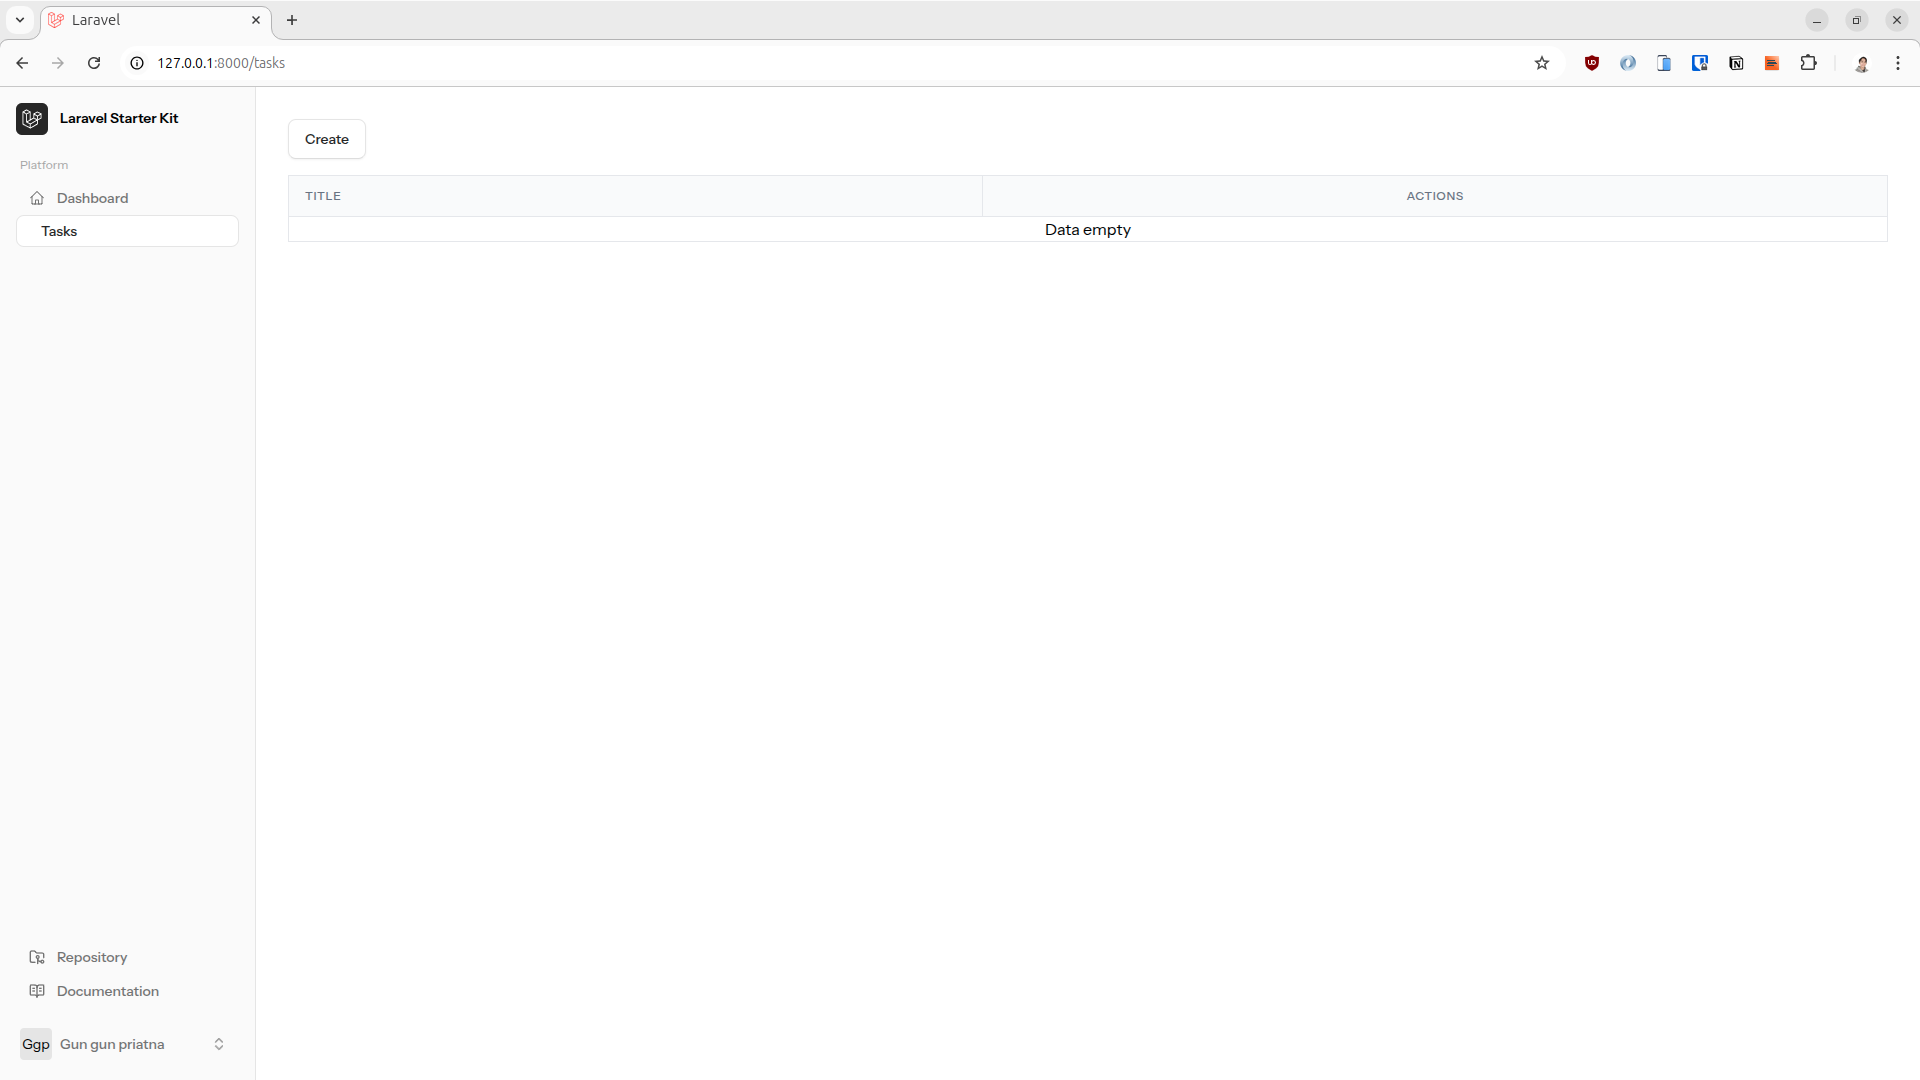 Laravel
127.0.0.1:8000/tasks
Laravel Starter Kit
Platform
Dashboard
Tasks
Create
TITLE
ACTIONS
Data empty
Repository
Documentation
Ggp
Gun gun priatna